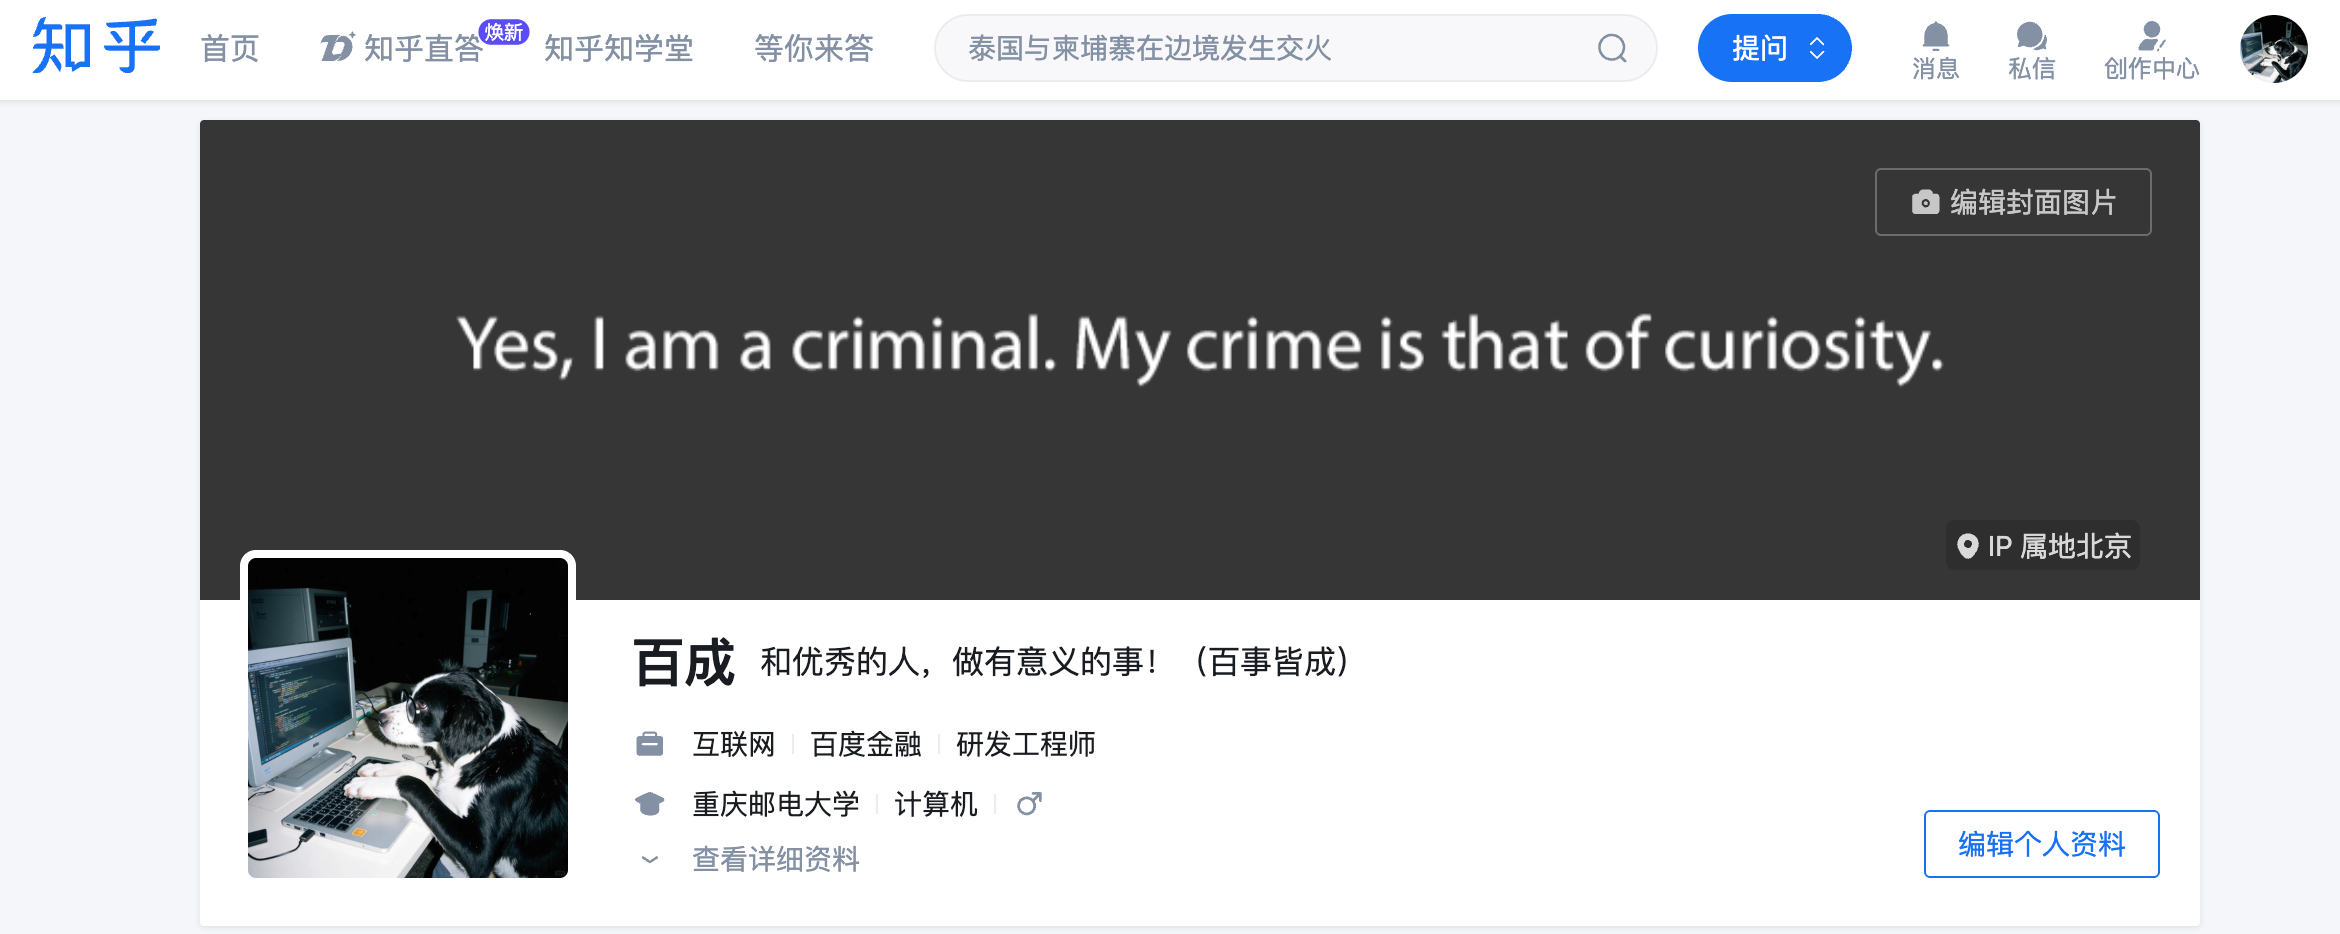 知乎 首页 知乎直答 焕新 知乎知学堂 等你来答 泰国与柬埔寨在边境发生交火 提问 消息 私信 创作中心
编辑封面图片
Yes, I am a criminal. My crime is that of curiosity.
IP 属地北京
百成 和优秀的人，做有意义的事！（百事皆成）
互联网 百度金融 研发工程师
重庆邮电大学 计算机
查看详细资料
编辑个人资料